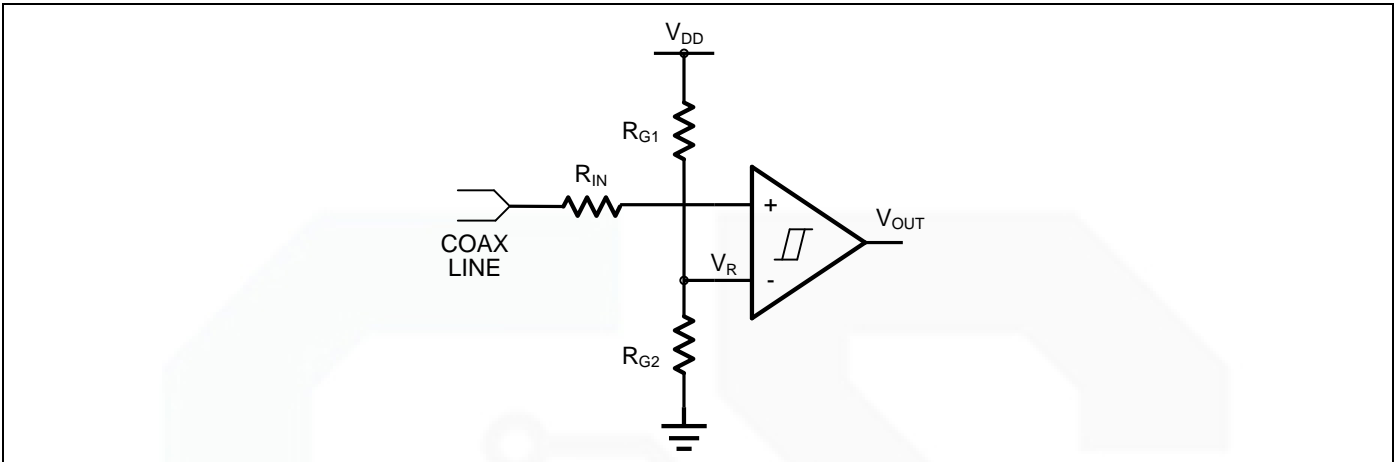 V_DD
R_G1
R_IN
+
V_OUT
COAX
LINE
V_R
-
R_G2